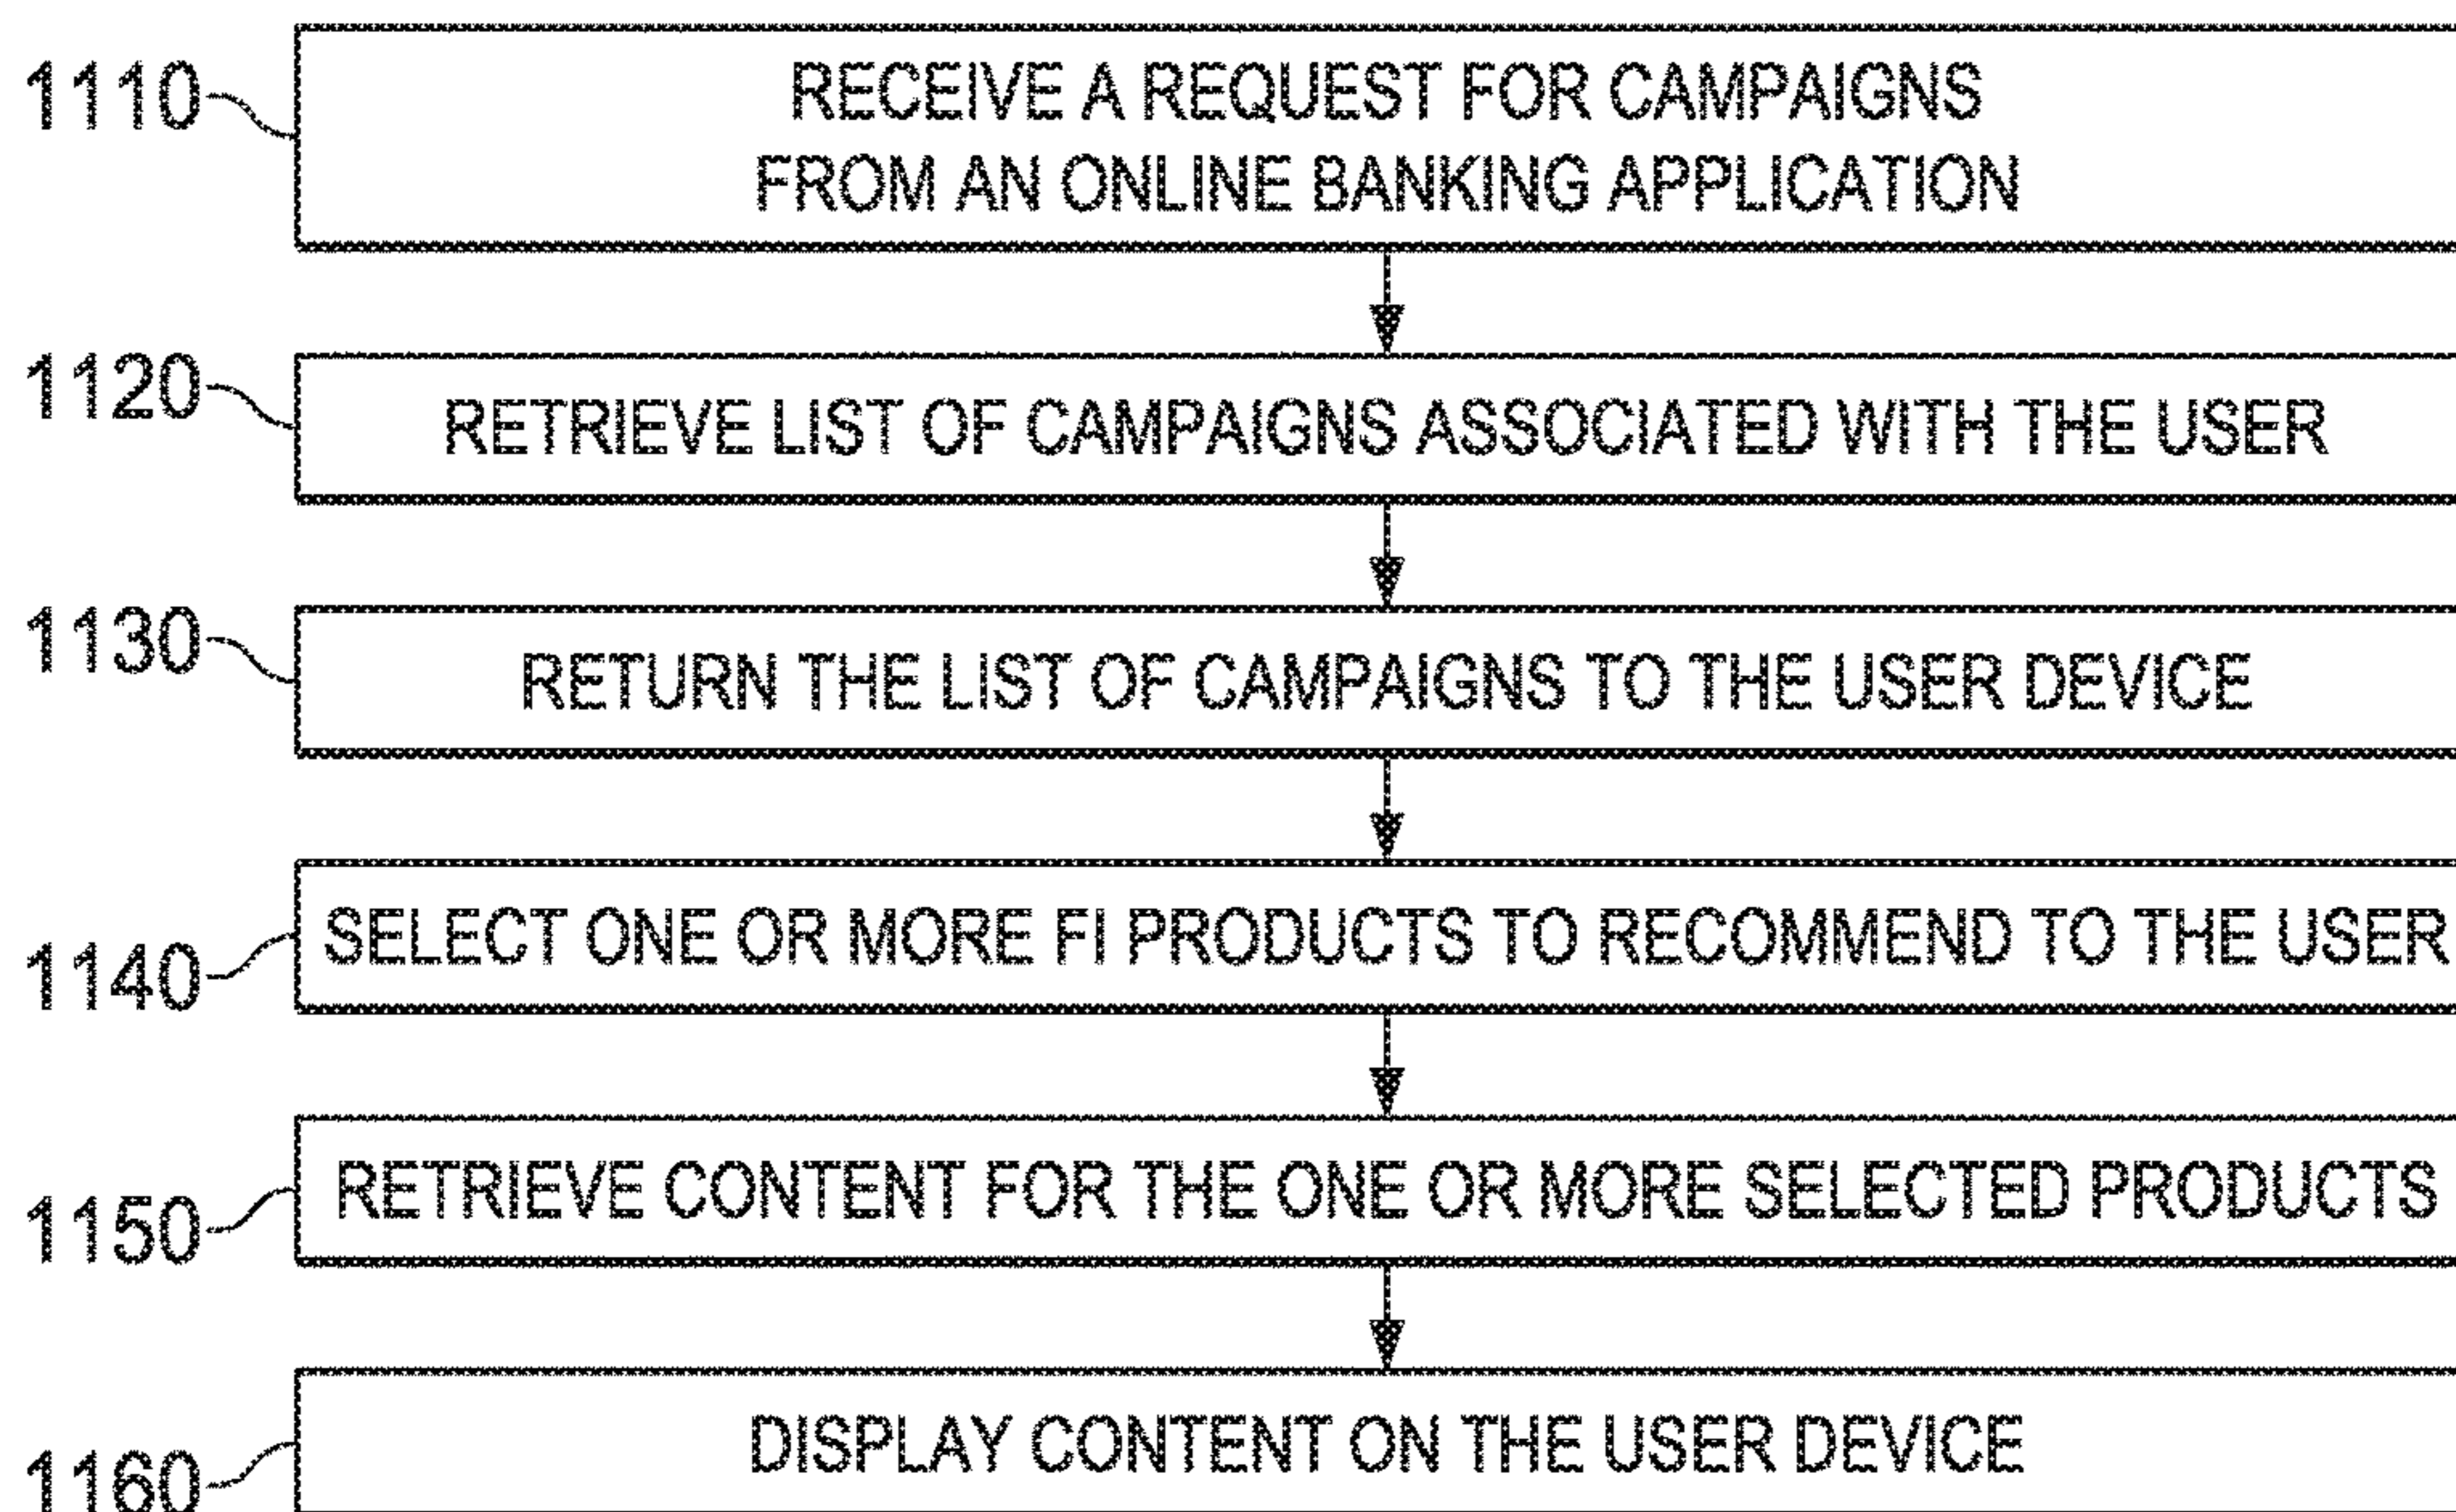 1110
RECEIVE A REQUEST FOR CAMPAIGNS
FROM AN ONLINE BANKING APPLICATION
1120
RETRIEVE LIST OF CAMPAIGNS ASSOCIATED WITH THE USER
1130
RETURN THE LIST OF CAMPAIGNS TO THE USER DEVICE
1140
SELECT ONE OR MORE FI PRODUCTS TO RECOMMEND TO THE USER
1150
RETRIEVE CONTENT FOR THE ONE OR MORE SELECTED PRODUCTS
1160
DISPLAY CONTENT ON THE USER DEVICE